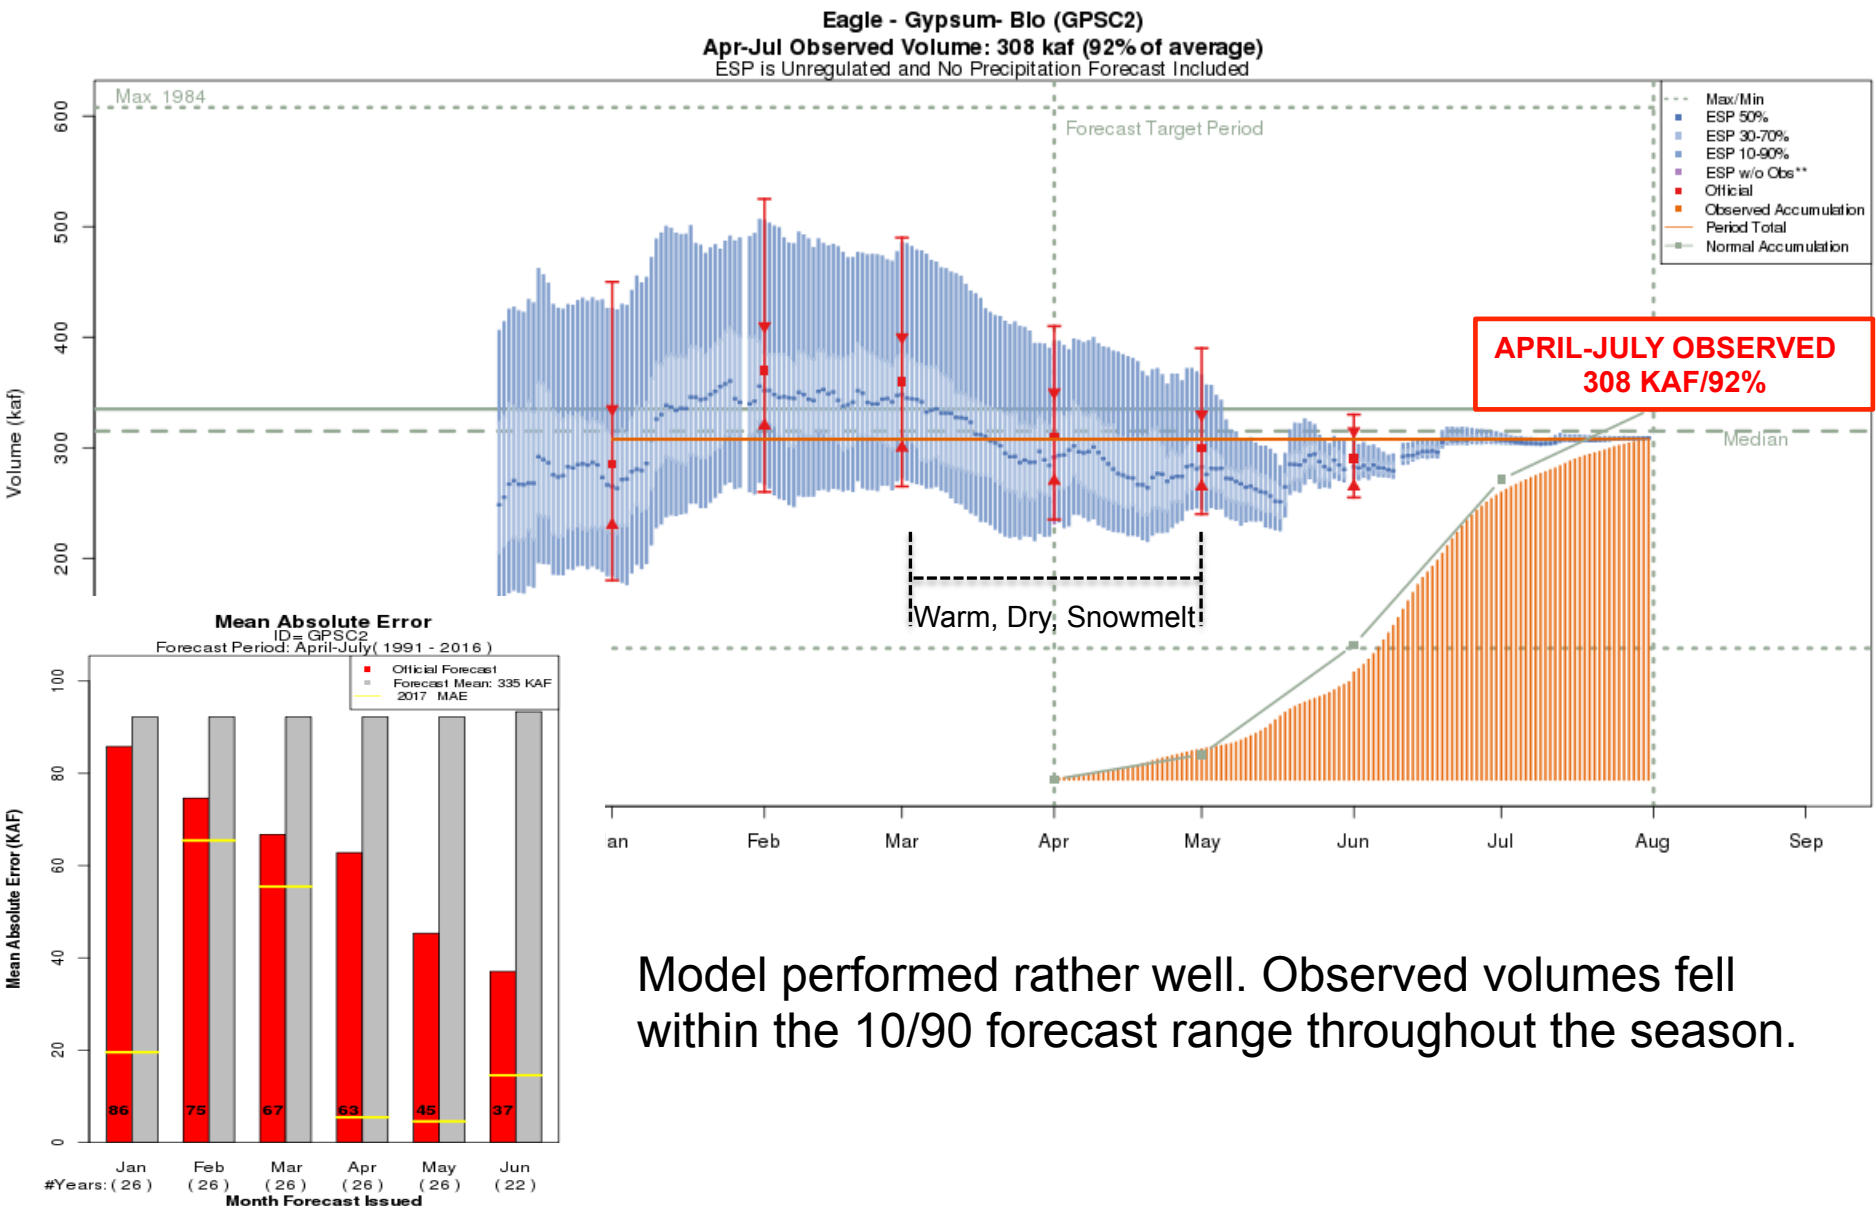 Eagle - Gypsum- Blo (GPSC2)
Apr-Jul Observed Volume: 308 kaf (92% of average)
ESP is Unregulated and No Precipitation Forecast Included
Max 1984
Forecast Target Period
Max/Min
ESP 50%
ESP 30-70%
ESP 10-90%
ESP w/o Obs**
Official
Observed Accumulation
Period Total
Normal Accumulation
APRIL-JULY OBSERVED
308 KAF/92%
Median
Volume (kaf)
600
500
400
300
200
Warm, Dry, Snowmelt
an Feb Mar Apr May Jun Jul Aug Sep
Mean Absolute Error
ID= GPSC2
Forecast Period: April-July( 1991 - 2016 )
Official Forecast
Forecast Mean: 335 KAF
2017 MAE
Mean Absolute Error (KAF)
100
80
60
40
20
0
86 75 67 63 45 37
Jan Feb Mar Apr May Jun
#Years: ( 26 ) ( 26 ) ( 26 ) ( 26 ) ( 26 ) ( 22 )
Month Forecast Issued
Model performed rather well. Observed volumes fell
within the 10/90 forecast range throughout the season.